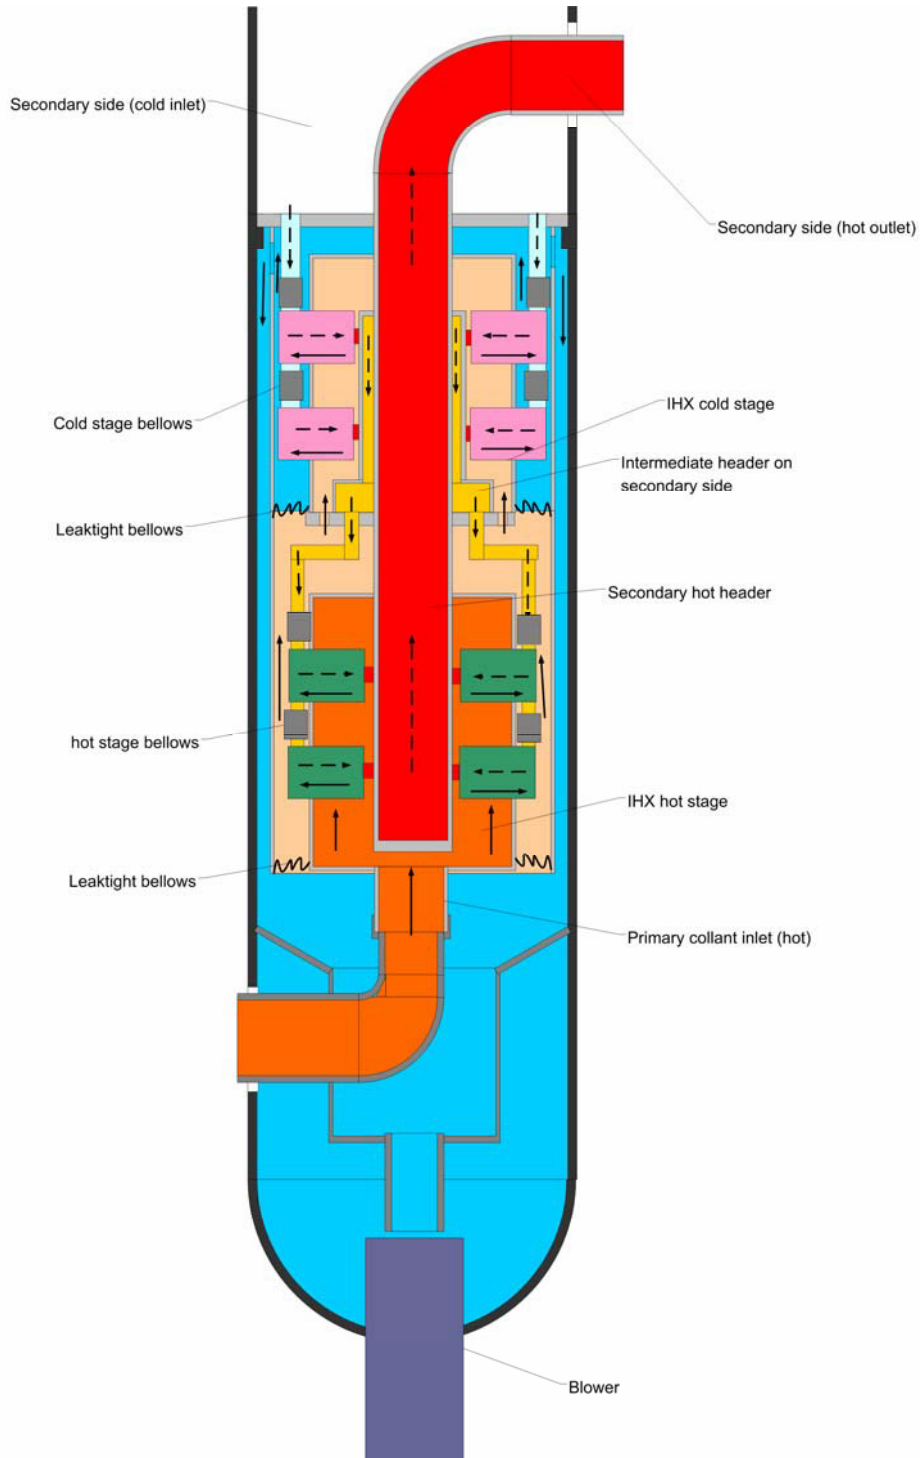 Secondary side (cold inlet)
Secondary side (hot outlet)
IHX cold stage
Cold stage bellows
Intermediate header on
secondary side
Leaktight bellows
Secondary hot header
hot stage bellows
IHX hot stage
Leaktight bellows
Primary collant inlet (hot)
Blower